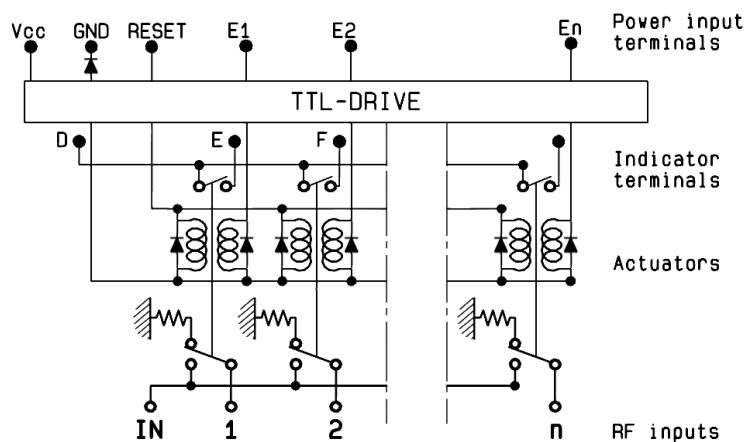 Vcc GND RESET E1 E2 En Power input
terminals
TTL-DRIVE
D E F
Indicator
terminals
Actuators
IN 1 2 n RF inputs